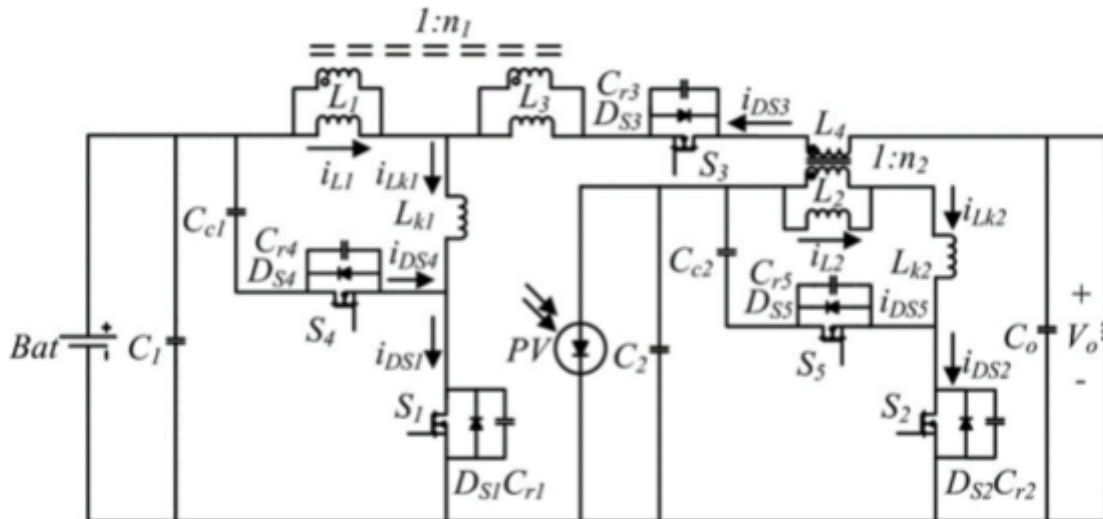 1:n1
L1
L3
Cr3
DS3
iDS3
S3
L4
1:n2
iL1
iLk1
Lk1
Cc1
Cr4
DS4
iDS4
S4
L2
iL2
iLk2
Lk2
Cc2
Cr5
DS5
iDS5
S5
Bat
+
-
C1
iDS1
S1
DS1Cr1
PV
C2
iDS2
S2
DS2Cr2
Co
+
Vo
-